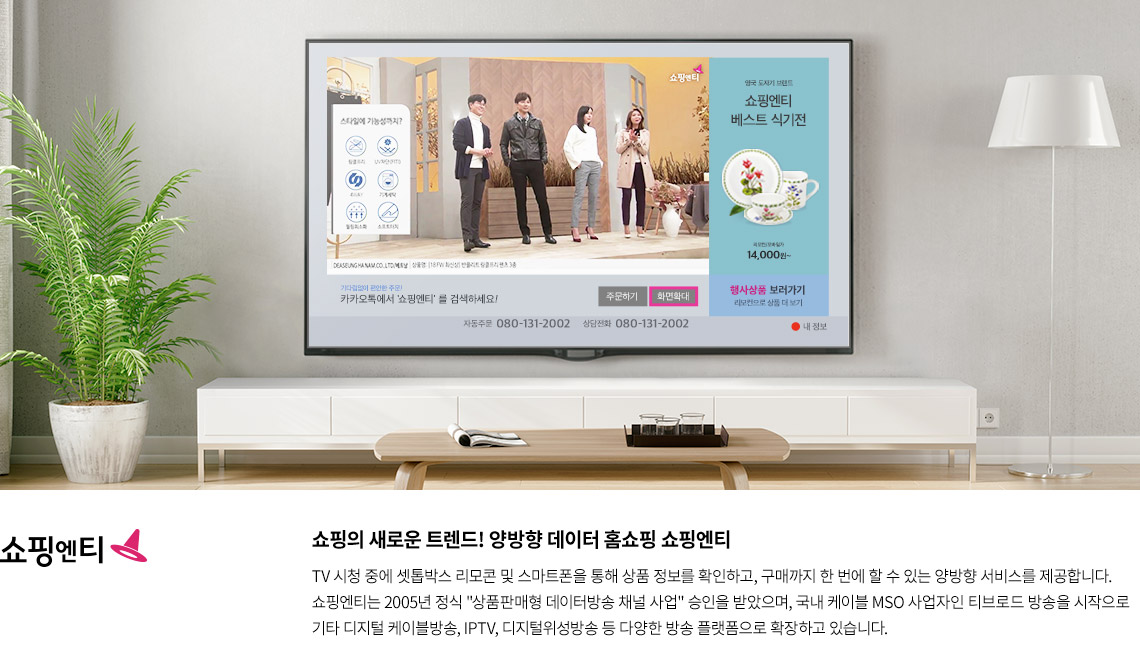 쇼핑엔티
스타일에 기능성까지?
영국 도자기 브랜드
쇼핑엔티
베스트 식기전
14,000원~
행사상품 보러가기
리모컨으로 상품 더 보기
기다림없이 편안한 주문!
카카오톡에서 '쇼핑엔티' 를 검색하세요!
주문하기
화면확대
자동주문 080-131-2002 상담전화 080-131-2002
내 정보
쇼핑엔티
쇼핑의 새로운 트렌드! 양방향 데이터 홈쇼핑 쇼핑엔티
TV 시청 중에 셋톱박스 리모콘 및 스마트폰을 통해 상품 정보를 확인하고, 구매까지 한 번에 할 수 있는 양방향 서비스를 제공합니다.
쇼핑엔티는 2005년 정식 "상품판매형 데이터방송 채널 사업" 승인을 받았으며, 국내 케이블 MSO 사업자인 티브로드 방송을 시작으로
기타 디지털 케이블방송, IPTV, 디지털위성방송 등 다양한 방송 플랫폼으로 확장하고 있습니다.